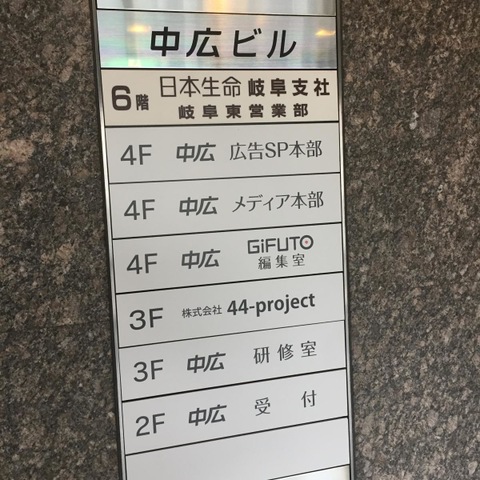 中広ビル
6階 日本生命 岐阜支社
岐阜東営業部
4F 中広 広告SP本部
4F 中広 メディア本部
4F 中広 GiFUTO
編集室
3F 株式会社 44-project
3F 中広 研修室
2F 中広 受付